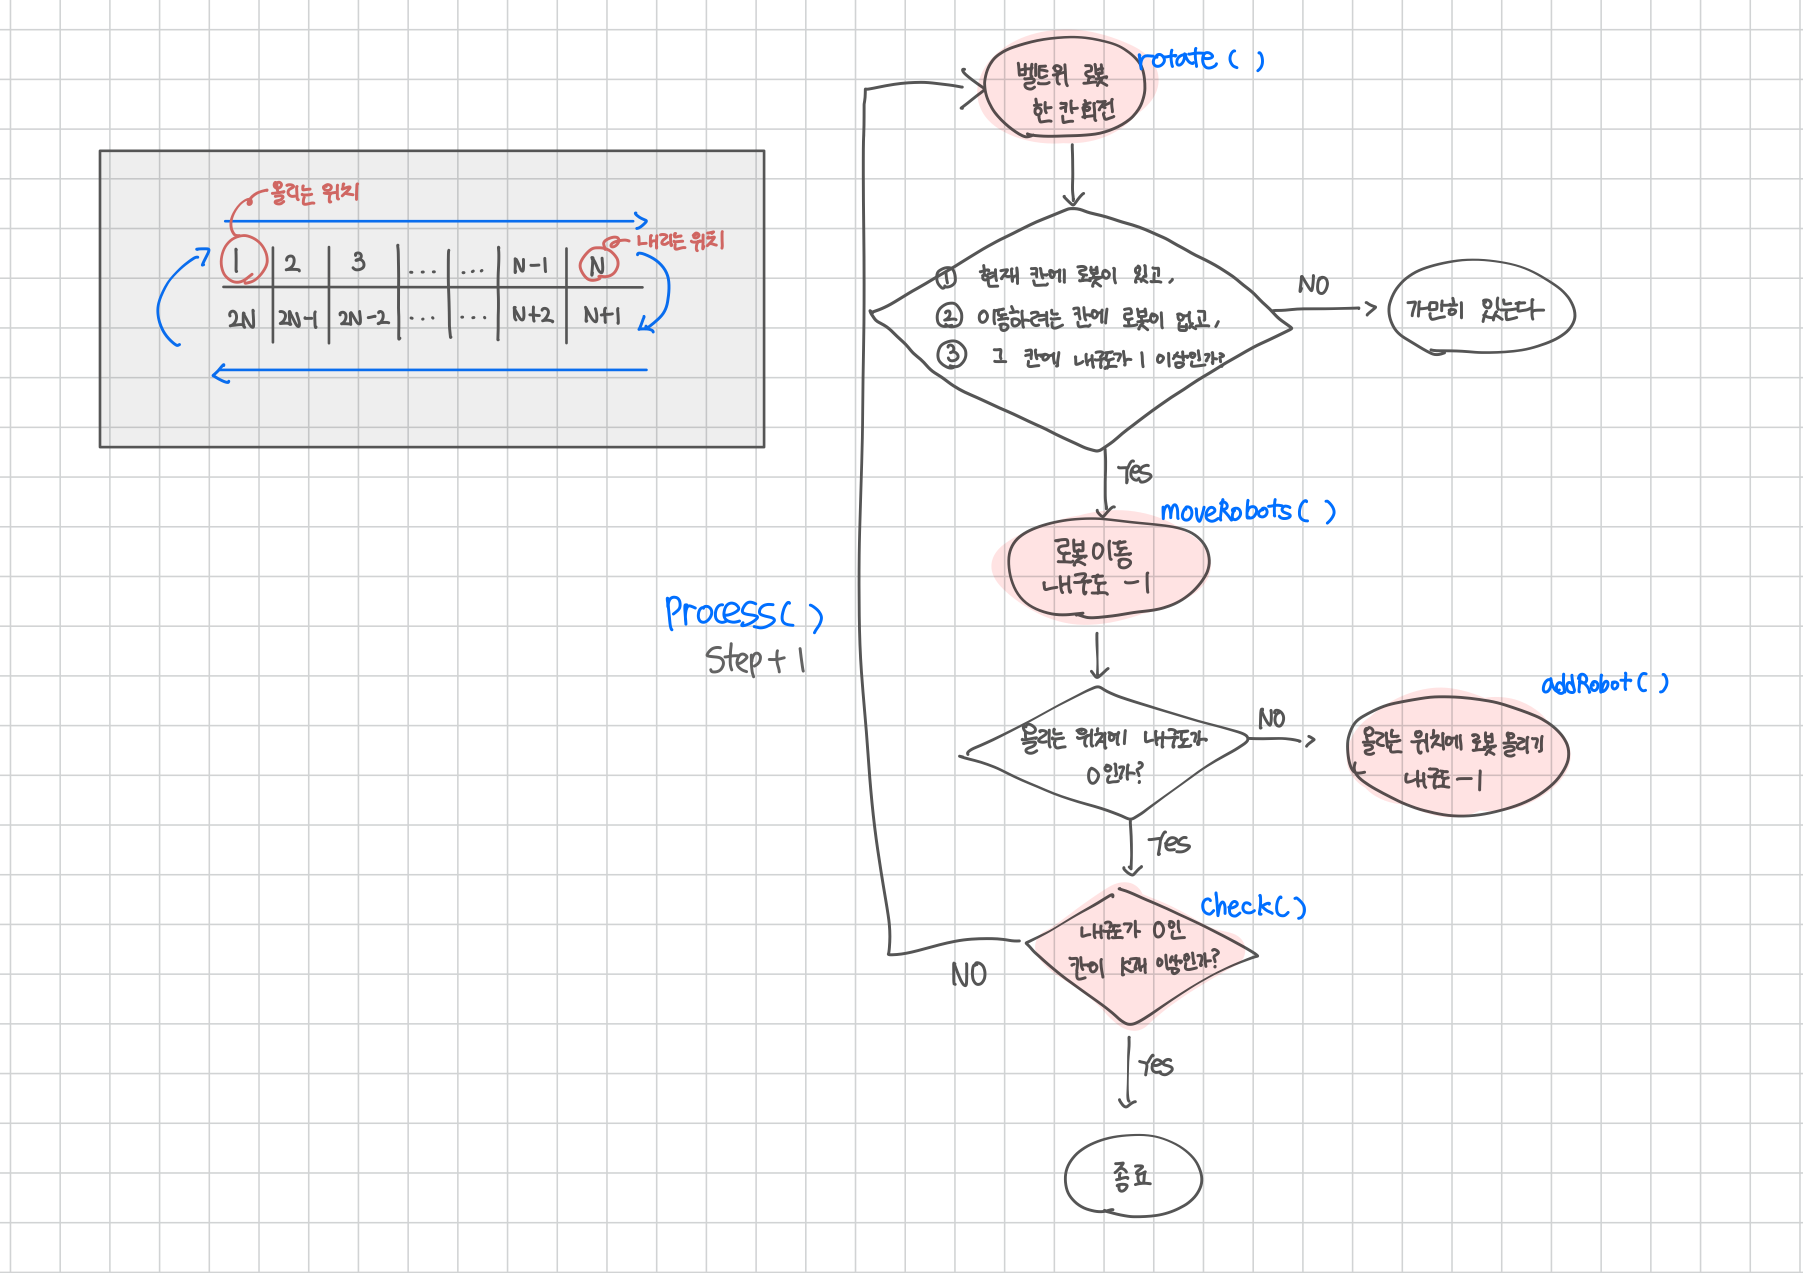 올리는 위치
내리는 위치
1 2 3 ... ... N-1 N
2N 2N-1 2N-2 ... ... N+2 N+1
rotate ( )
벨트위 로봇
한 칸 회전
① 현재 칸에 로봇이 있고,
② 이동하려는 칸에 로봇이 없고,
③ 그 칸에 내구도가 1 이상인가?
NO
가만히 있는다
Yes
moveRobots ( )
로봇이동
내구도 -1
Process( )
Step+1
올리는 위치에 내구도가
0인가?
NO
addRobot ( )
올리는 위치에 로봇 올리기
내구도 -1
Yes
check( )
내구도가 0인
칸이 K개 이상인가?
NO
Yes
종료